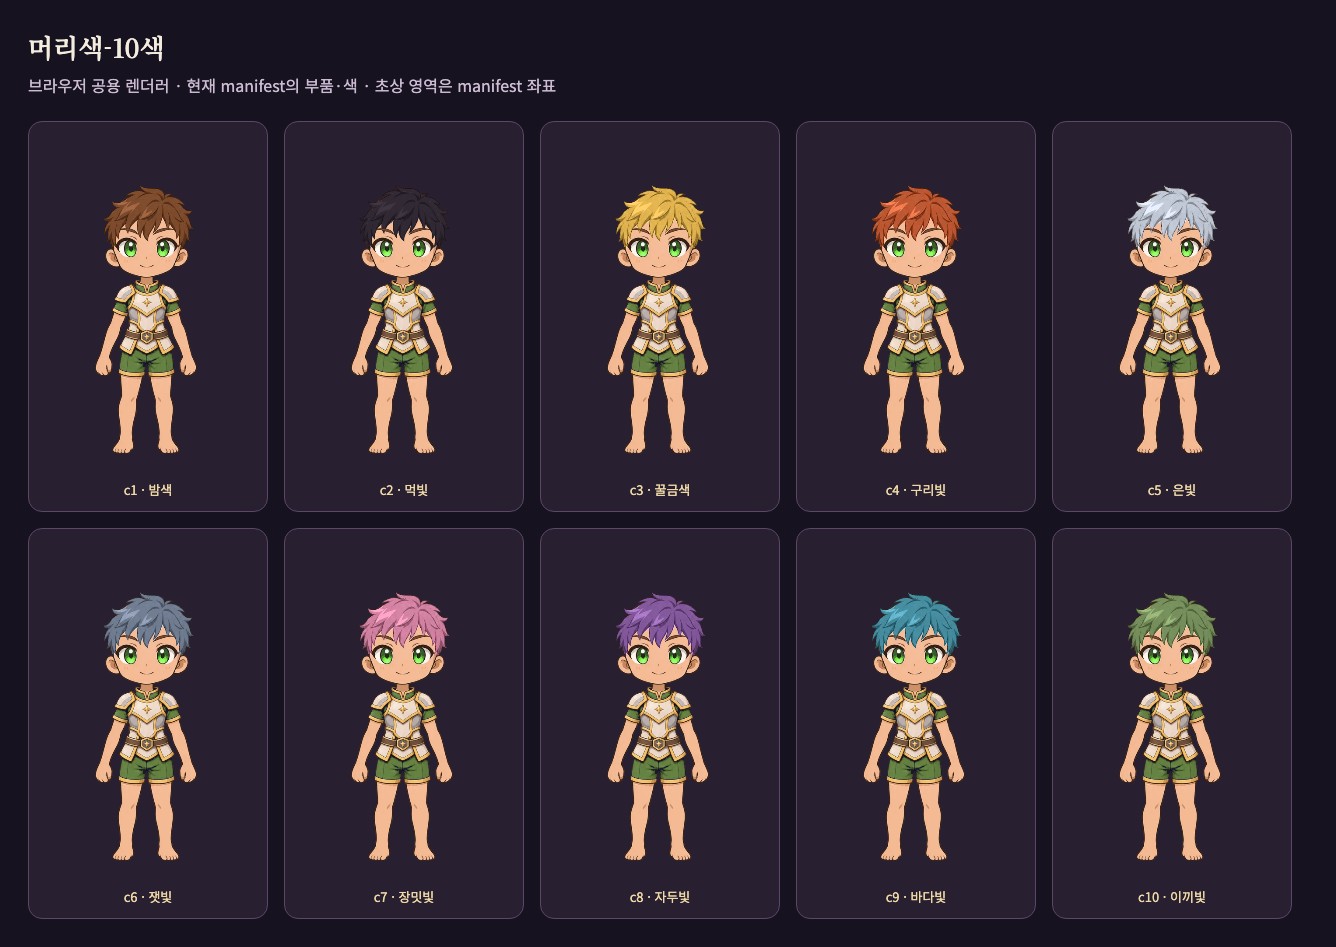 머리색-10색
브라우저 공용 렌더러 · 현재 manifest의 부품·색 · 초상 영역은 manifest 좌표
c1 · 밤색
c2 · 먹빛
c3 · 꿀금색
c4 · 구리빛
c5 · 은빛
c6 · 잿빛
c7 · 장밋빛
c8 · 자두빛
c9 · 바다빛
c10 · 이끼빛